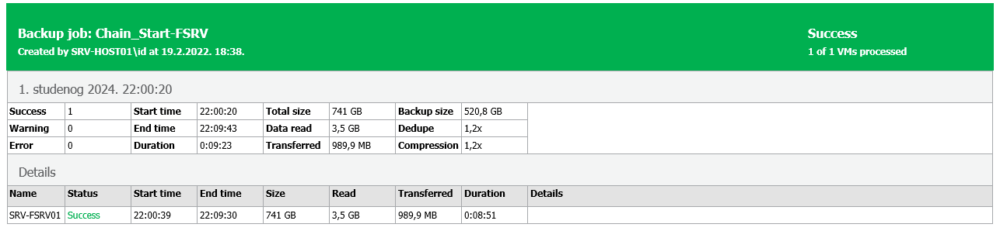 Backup job: Chain_Start-FSRV Success
Created by SRV-HOST01\id at 19.2.2022. 18:38. 1 of 1 VMs processed
1. studenog 2024. 22:00:20
Success 1 Start time 22:00:20 Total size 741 GB Backup size 520,8 GB
Warning 0 End time 22:09:43 Data read 3,5 GB Dedupe 1,2x
Error 0 Duration 0:09:23 Transferred 989,9 MB Compression 1,2x
Details
Name Status Start time End time Size Read Transferred Duration Details
SRV-FSRV01 Success 22:00:39 22:09:30 741 GB 3,5 GB 989,9 MB 0:08:51